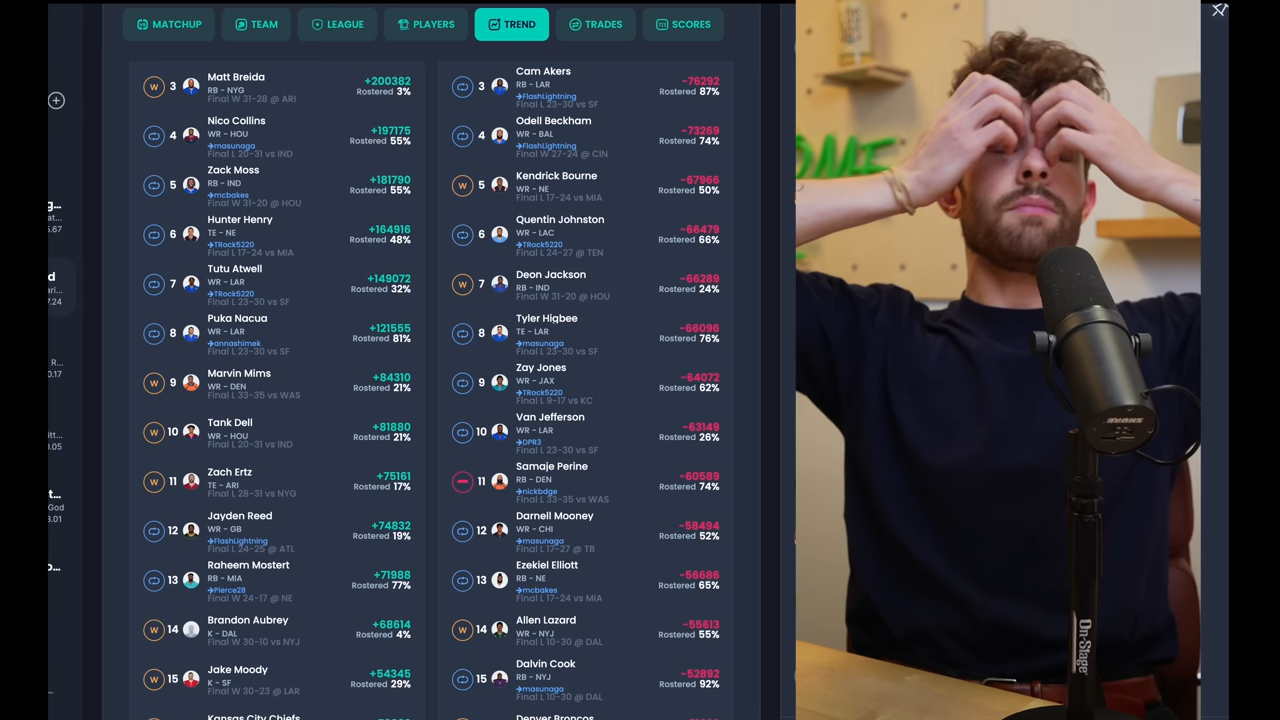 MATCHUP
TEAM
LEAGUE
PLAYERS
TREND
TRADES
SCORES
W 3 Matt Breida +200382
RB - NYG Rostered 3%
Final W 31-28 @ ARI
4 Nico Collins +197175
WR - HOU Rostered 55%
masunaga
Final L 20-31 vs IND
5 Zack Moss +181790
RB - IND Rostered 55%
mcbakes
Final W 31-20 @ HOU
6 Hunter Henry +164916
TE - NE Rostered 48%
TRock5220
Final L 17-24 vs MIA
7 Tutu Atwell +149072
WR - LAR Rostered 32%
TRock5220
Final L 23-30 vs SF
8 Puka Nacua +121555
WR - LAR Rostered 81%
annashimek
Final L 23-30 vs SF
W 9 Marvin Mims +84310
WR - DEN Rostered 21%
Final L 33-35 vs WAS
W 10 Tank Dell +81880
WR - HOU Rostered 21%
Final L 20-31 vs IND
W 11 Zach Ertz +75161
TE - ARI Rostered 17%
Final L 28-31 vs NYG
12 Jayden Reed +74832
WR - GB Rostered 19%
FlashLightning
Final L 24-25 @ ATL
13 Raheem Mostert +71988
RB - MIA Rostered 77%
Pierce28
Final W 24-17 @ NE
W 14 Brandon Aubrey +68614
K - DAL Rostered 4%
Final W 30-10 vs NYJ
W 15 Jake Moody +54345
K - SF Rostered 29%
Final W 30-23 @ LAR
Kansas City Chiefs
3 Cam Akers -76292
RB - LAR Rostered 87%
FlashLightning
Final L 23-30 vs SF
4 Odell Beckham -73269
WR - BAL Rostered 74%
FlashLightning
Final W 27-24 @ CIN
W 5 Kendrick Bourne -67966
WR - NE Rostered 50%
Final L 17-24 vs MIA
6 Quentin Johnston -66479
WR - LAC Rostered 66%
TRock5220
Final L 24-27 @ TEN
W 7 Deon Jackson -66289
RB - IND Rostered 24%
Final W 31-20 @ HOU
8 Tyler Higbee -66096
TE - LAR Rostered 76%
masunaga
Final L 23-30 vs SF
9 Zay Jones -64072
WR - JAX Rostered 62%
TRock5220
Final L 9-17 vs KC
10 Van Jefferson -63149
WR - LAR Rostered 26%
DPR3
Final L 23-30 vs SF
11 Samaje Perine -60589
RB - DEN Rostered 74%
nickbdge
Final L 33-35 vs WAS
12 Darnell Mooney -58494
WR - CHI Rostered 52%
masunaga
Final L 17-27 @ TB
13 Ezekiel Elliott -56686
RB - NE Rostered 65%
mcbakes
Final L 17-24 vs MIA
W 14 Allen Lazard -55613
WR - NYJ Rostered 55%
Final L 10-30 @ DAL
15 Dalvin Cook -52892
RB - NYJ Rostered 92%
masunaga
Final L 10-30 @ DAL
Denver Broncos
g...
at...
5.67
d
ari...
7.24
R...
0.17
itt...
0.05
t...
God
3.01
o...
OME
SHURE
On-Stage